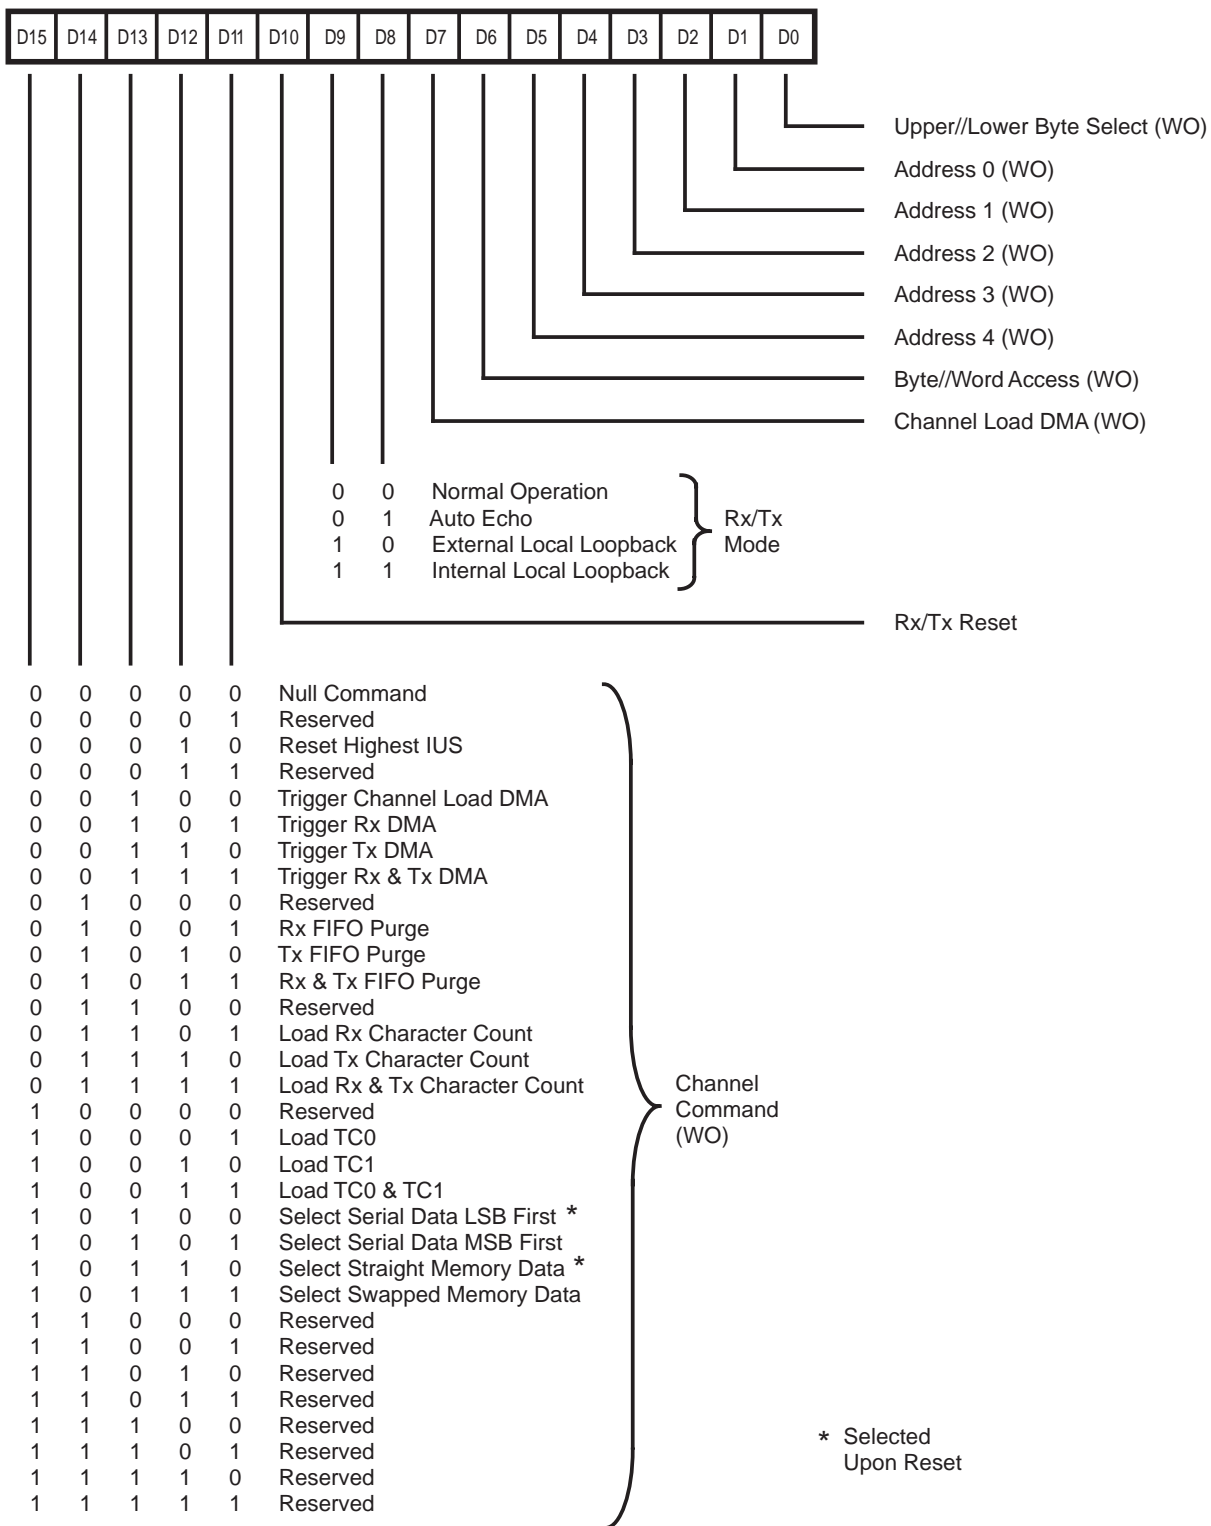 D15 D14 D13 D12 D11 D10 D9 D8 D7 D6 D5 D4 D3 D2 D1 D0
Upper//Lower Byte Select (WO)
Address 0 (WO)
Address 1 (WO)
Address 2 (WO)
Address 3 (WO)
Address 4 (WO)
Byte//Word Access (WO)
Channel Load DMA (WO)
0 0 Normal Operation
0 1 Auto Echo
1 0 External Local Loopback
1 1 Internal Local Loopback
Rx/Tx
Mode
Rx/Tx Reset
0 0 0 0 0 Null Command
0 0 0 0 1 Reserved
0 0 0 1 0 Reset Highest IUS
0 0 0 1 1 Reserved
0 0 1 0 0 Trigger Channel Load DMA
0 0 1 0 1 Trigger Rx DMA
0 0 1 1 0 Trigger Tx DMA
0 0 1 1 1 Trigger Rx & Tx DMA
0 1 0 0 0 Reserved
0 1 0 0 1 Rx FIFO Purge
0 1 0 1 0 Tx FIFO Purge
0 1 0 1 1 Rx & Tx FIFO Purge
0 1 1 0 0 Reserved
0 1 1 0 1 Load Rx Character Count
0 1 1 1 0 Load Tx Character Count
0 1 1 1 1 Load Rx & Tx Character Count
1 0 0 0 0 Reserved
1 0 0 0 1 Load TC0
1 0 0 1 0 Load TC1
1 0 0 1 1 Load TC0 & TC1
1 0 1 0 0 Select Serial Data LSB First *
1 0 1 0 1 Select Serial Data MSB First
1 0 1 1 0 Select Straight Memory Data *
1 0 1 1 1 Select Swapped Memory Data
1 1 0 0 0 Reserved
1 1 0 0 1 Reserved
1 1 0 1 0 Reserved
1 1 0 1 1 Reserved
1 1 1 0 0 Reserved
1 1 1 0 1 Reserved
1 1 1 1 0 Reserved
1 1 1 1 1 Reserved
Channel
Command
(WO)
* Selected
Upon Reset